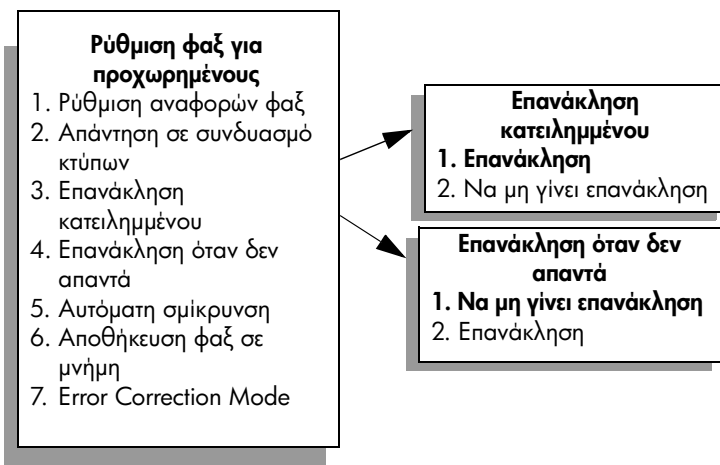 Ρύθμιση φαξ για
προχωρημένους
1. Ρύθμιση αναφορών φαξ
2. Απάντηση σε συνδυασμό
κτύπων
3. Επανάκληση
κατειλημμένου
4. Επανάκληση όταν δεν
απαντά
5. Αυτόματη σμίκρυνση
6. Αποθήκευση φαξ σε
μνήμη
7. Error Correction Mode
Επανάκληση
κατειλημμένου
1. Επανάκληση
2. Να μη γίνει επανάκληση
Επανάκληση όταν δεν
απαντά
1. Να μη γίνει επανάκληση
2. Επανάκληση